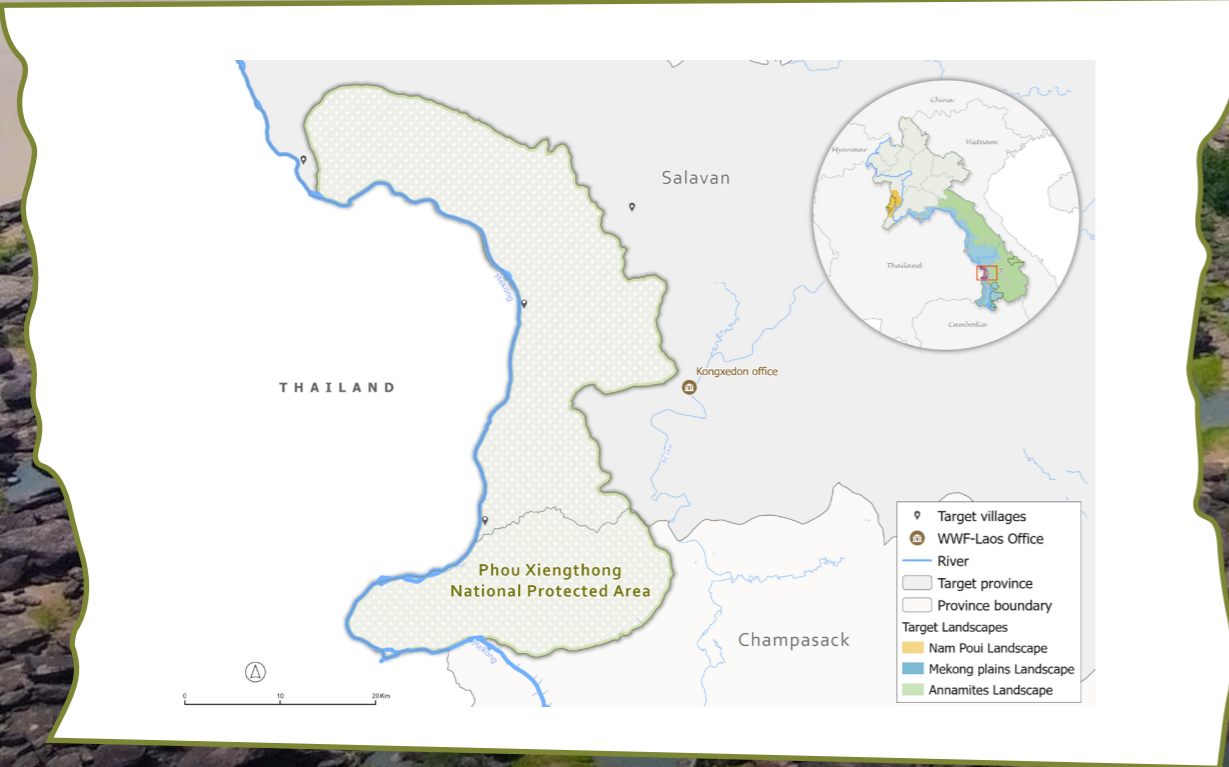 China
Myanmar
Vietnam
Thailand
Cambodia
Salavan
Mekong
THAILAND
Kongxedon office
Phou Xiengthong
National Protected Area
Champasack
Mekong
0 10 20Km
Target villages
WWF-Laos Office
River
Target province
Province boundary
Target Landscapes
Nam Poui Landscape
Mekong plains Landscape
Annamites Landscape